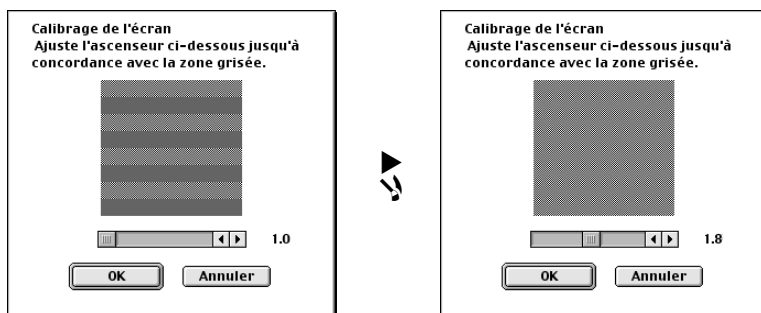 Calibrage de l'écran
Ajuste l'ascenseur ci-dessous jusqu'à
concordance avec la zone grisée.
1.0
OK Annuler
Calibrage de l'écran
Ajuste l'ascenseur ci-dessous jusqu'à
concordance avec la zone grisée.
1.8
OK Annuler